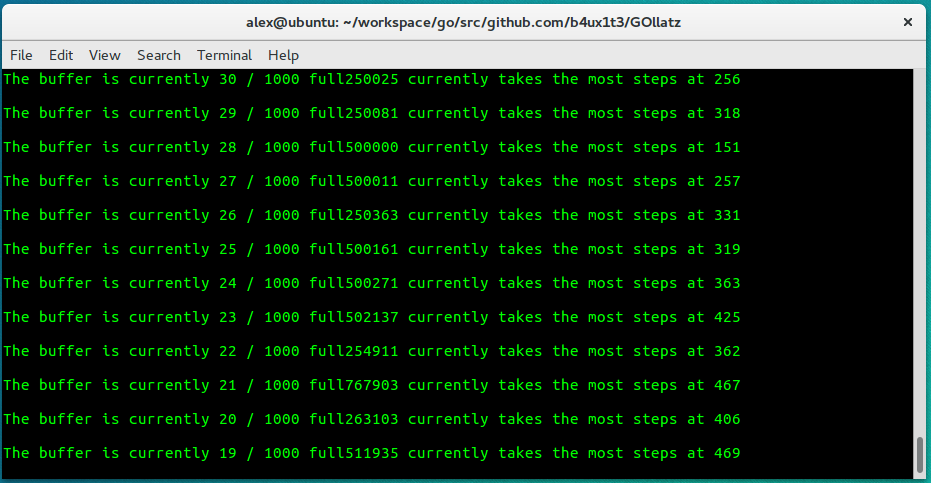 alex@ubuntu: ~/workspace/go/src/github.com/b4ux1t3/GOllatz
File Edit View Search Terminal Help
The buffer is currently 30 / 1000 full250025 currently takes the most steps at 256
The buffer is currently 29 / 1000 full250081 currently takes the most steps at 318
The buffer is currently 28 / 1000 full500000 currently takes the most steps at 151
The buffer is currently 27 / 1000 full500011 currently takes the most steps at 257
The buffer is currently 26 / 1000 full250363 currently takes the most steps at 331
The buffer is currently 25 / 1000 full500161 currently takes the most steps at 319
The buffer is currently 24 / 1000 full500271 currently takes the most steps at 363
The buffer is currently 23 / 1000 full502137 currently takes the most steps at 425
The buffer is currently 22 / 1000 full254911 currently takes the most steps at 362
The buffer is currently 21 / 1000 full767903 currently takes the most steps at 467
The buffer is currently 20 / 1000 full263103 currently takes the most steps at 406
The buffer is currently 19 / 1000 full511935 currently takes the most steps at 469